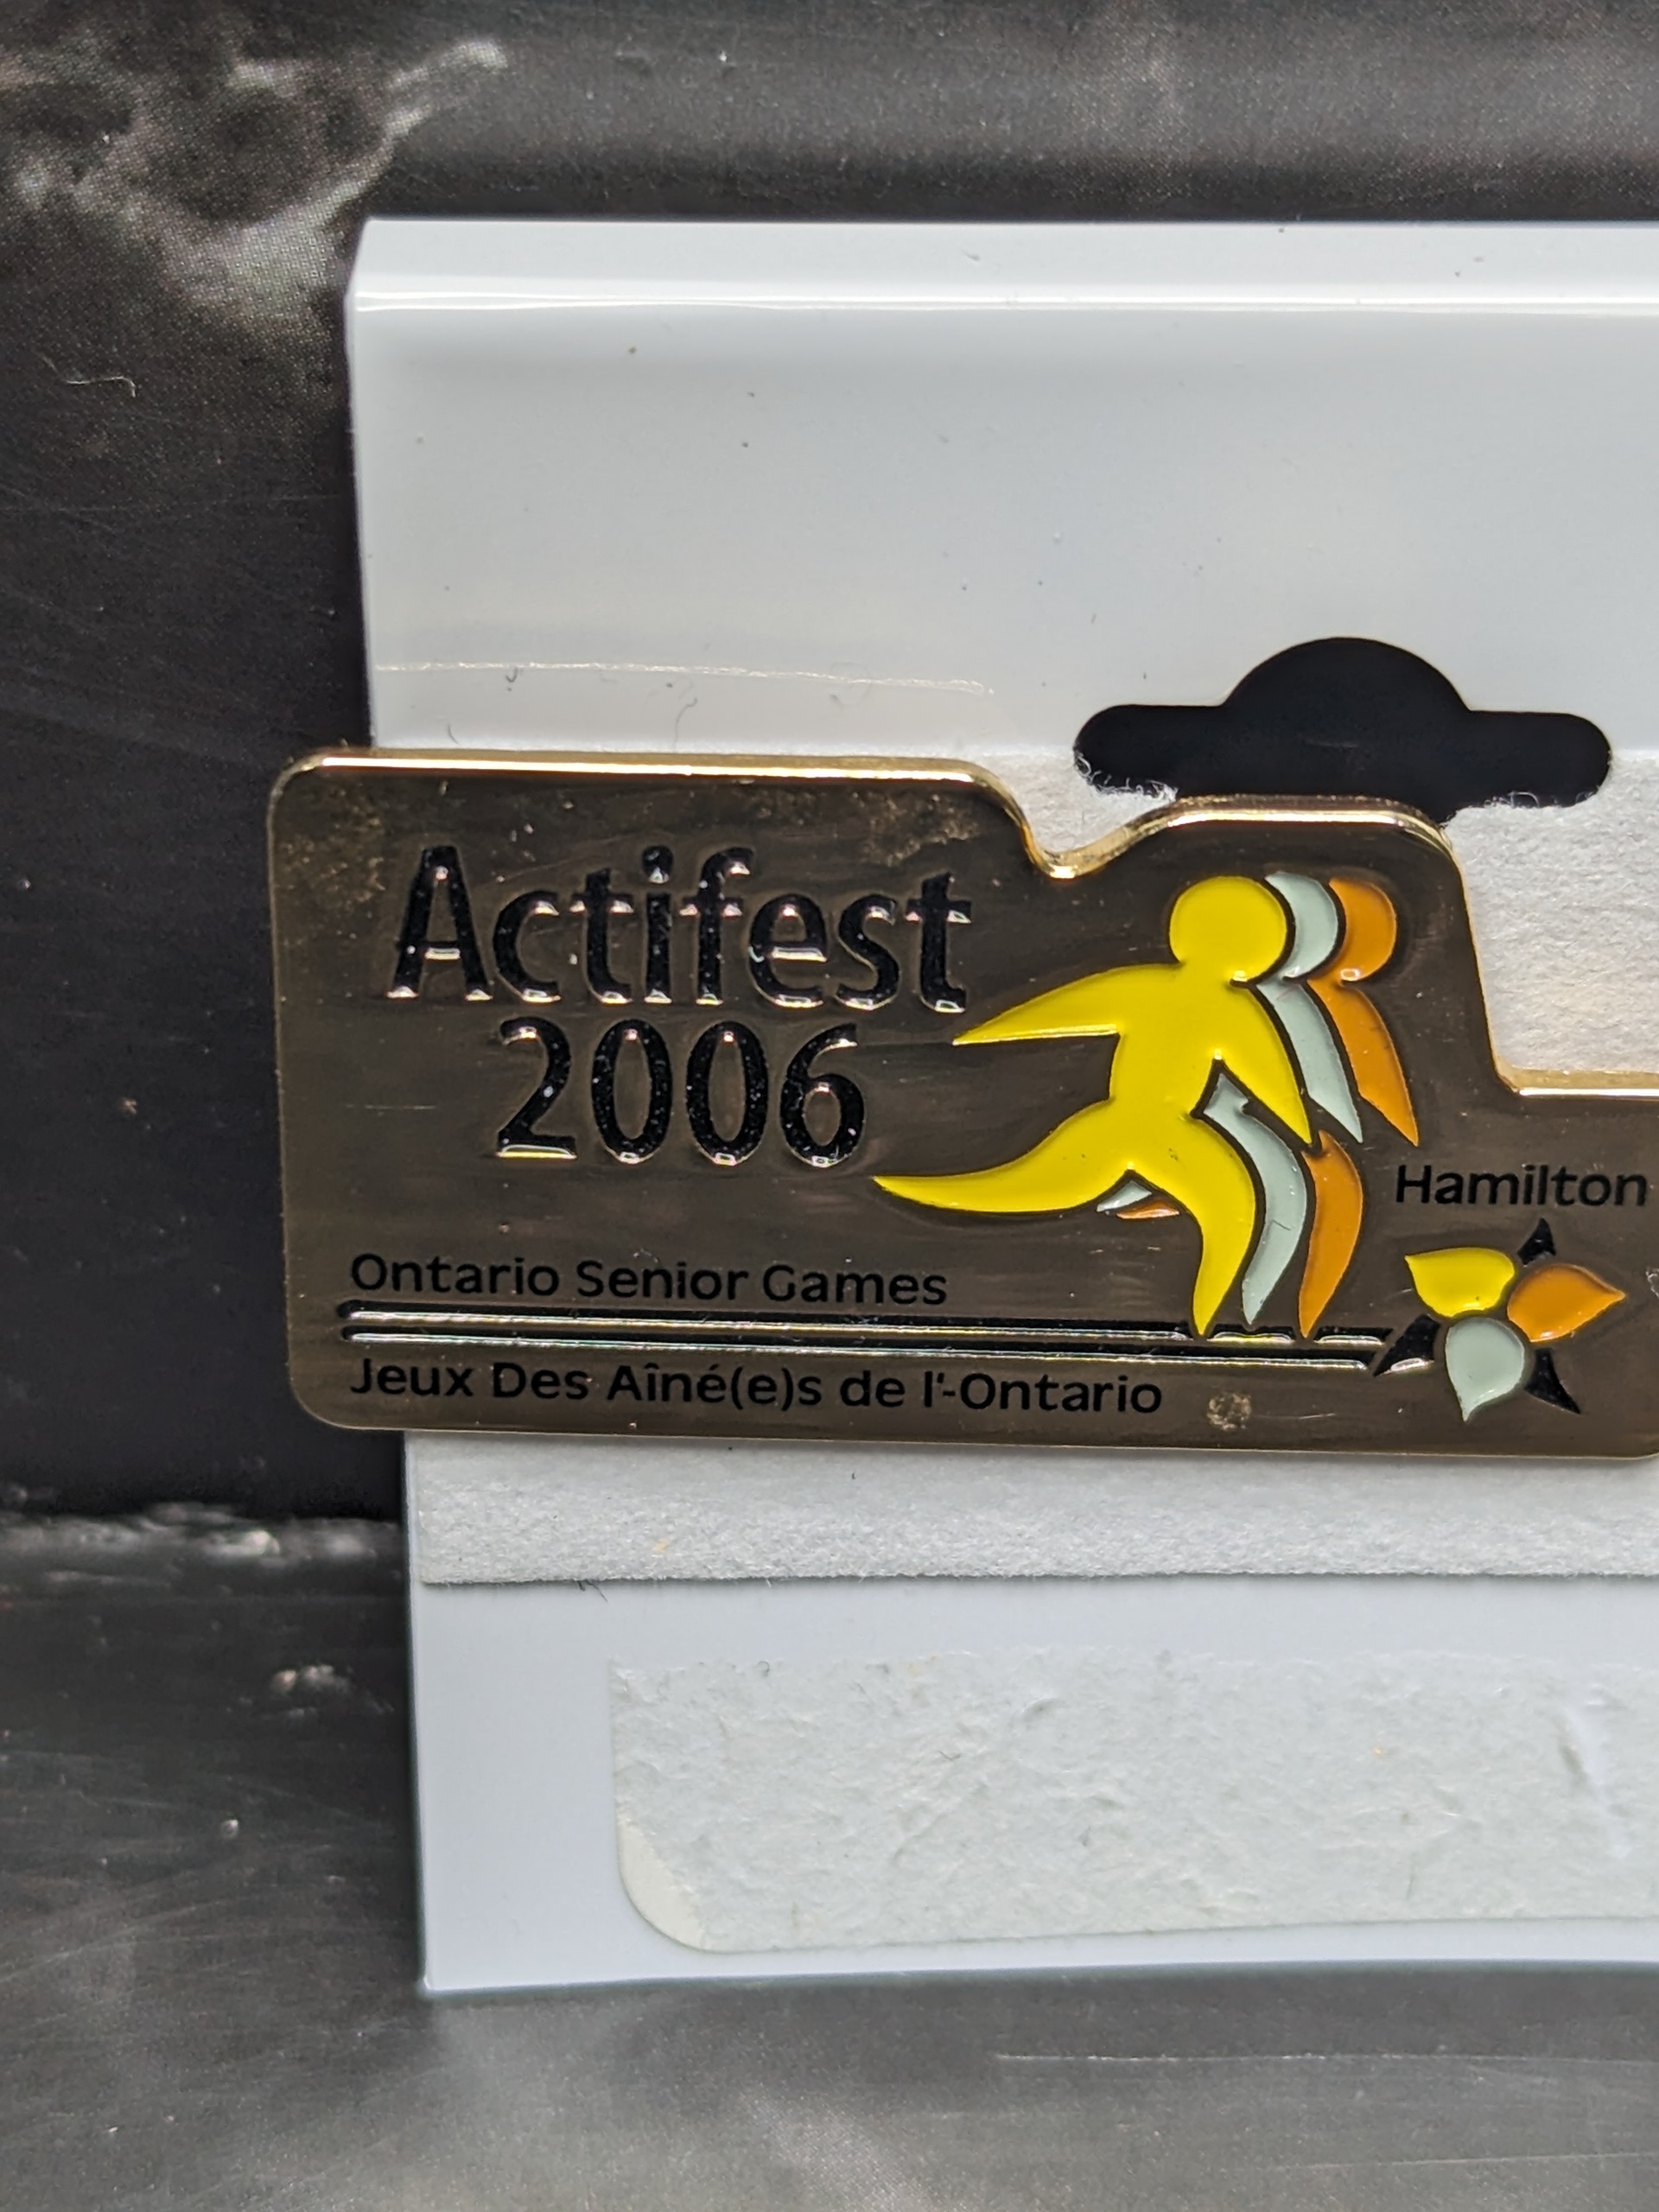 Actifest
2006
Hamilton
Ontario Senior Games
Jeux Des Aîné(e)s de l'-Ontario